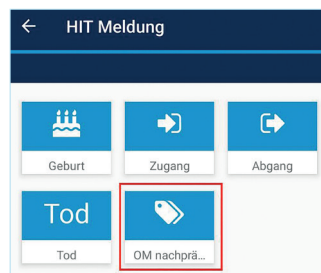 HIT Meldung
Geburt
Zugang
Abgang
Tod
Tod
OM nachprä...